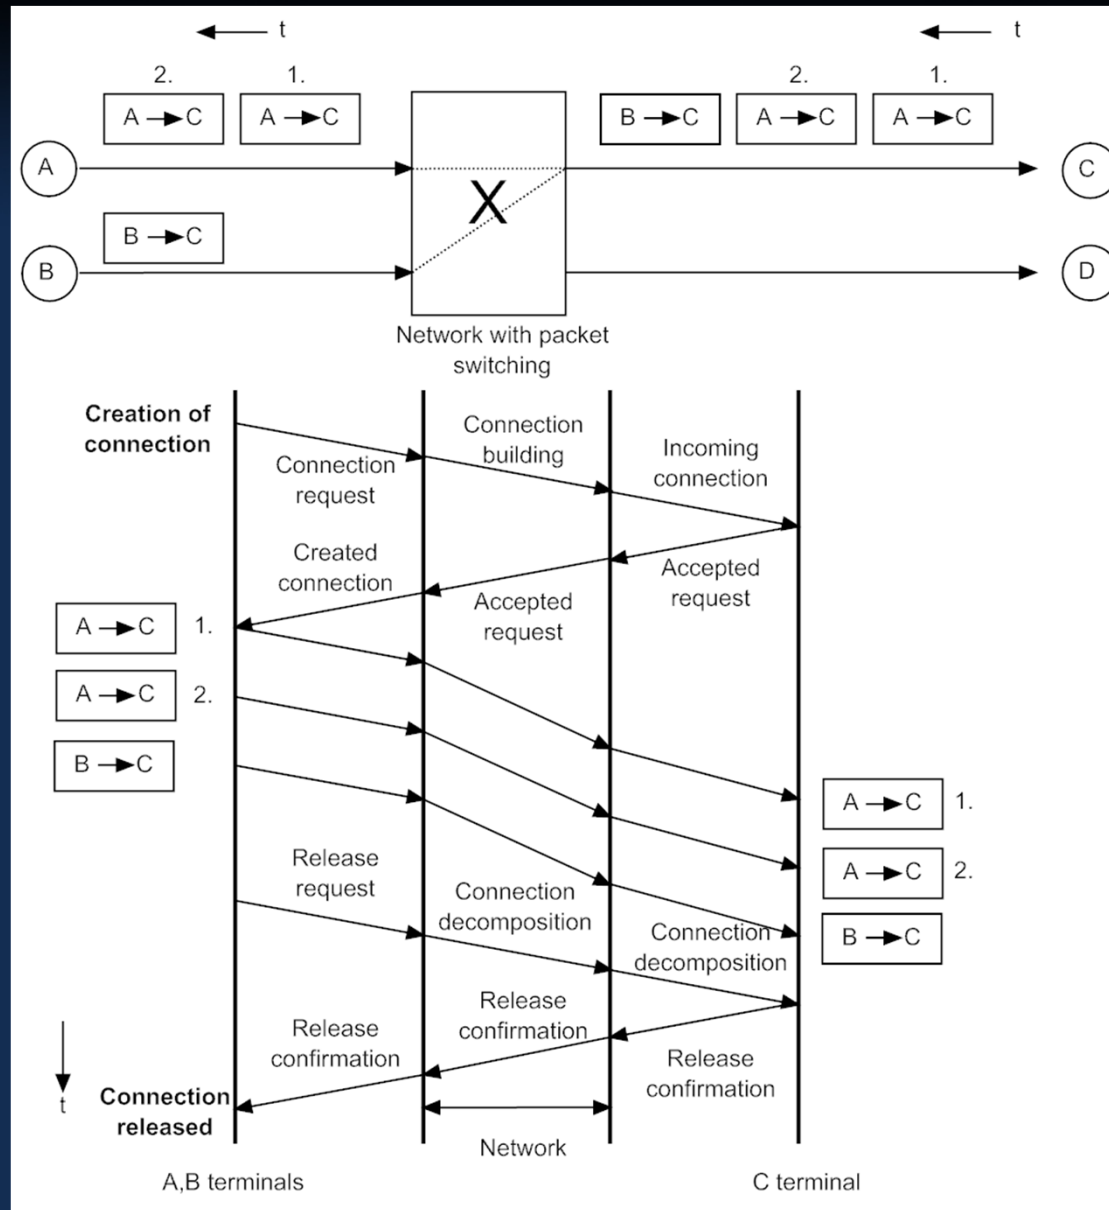 t
t
2.
1.
2.
1.
A → C
A → C
B → C
A → C
A → C
A
C
X
B → C
B
D
Network with packet
switching
Creation of
connection
Connection
building
Incoming
connection
Connection
request
Created
connection
Accepted
request
Accepted
request
A → C 1.
A → C 2.
B → C
A → C 1.
Release
request
A → C 2.
Connection
decomposition
B → C
Connection
decomposition
Release
confirmation
Release
confirmation
Release
confirmation
t
Connection
released
Network
A,B terminals
C terminal